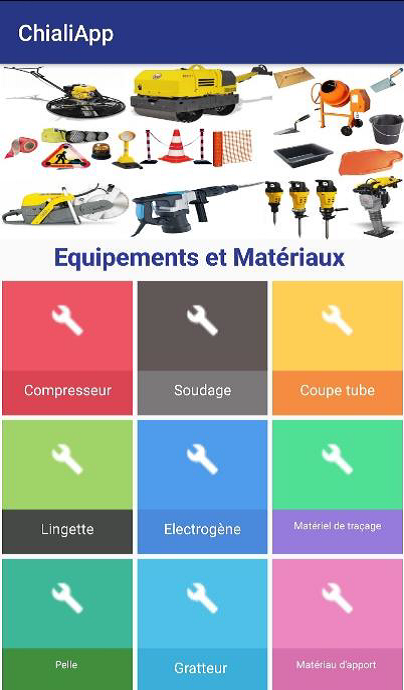 ChialiApp
Equipements et Matériaux
Compresseur
Soudage
Coupe tube
Lingette
Electrogène
Matériel de traçage
Pelle
Gratteur
Matériau d'apport